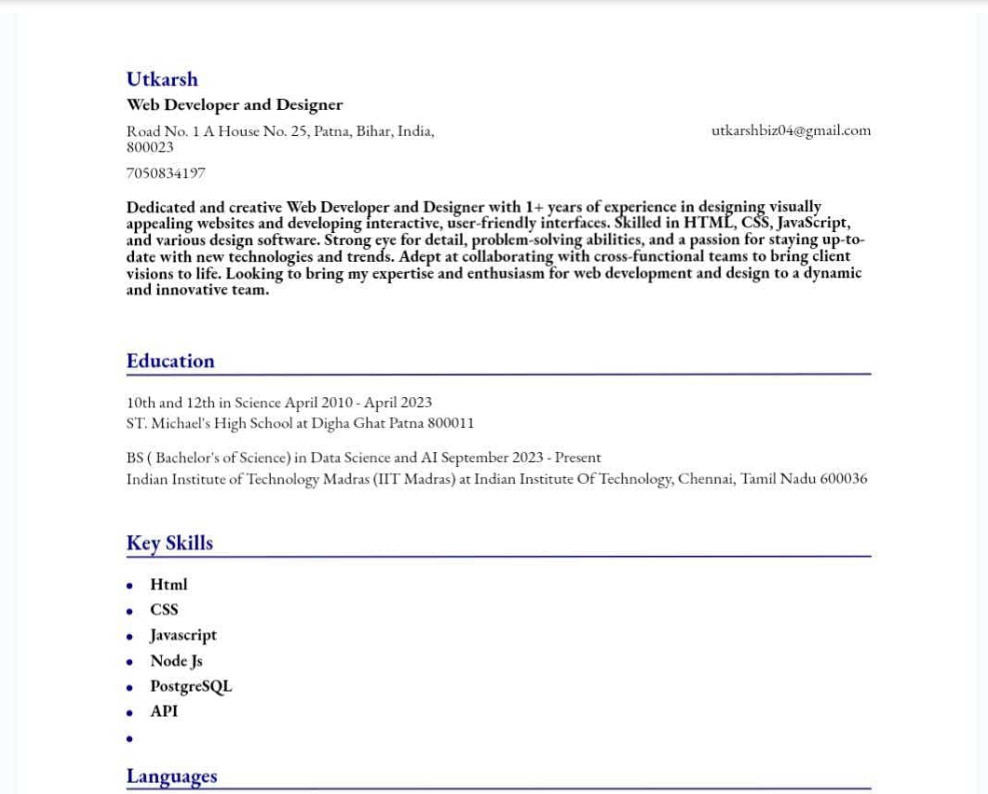 Utkarsh
Web Developer and Designer
Road No. 1 A House No. 25, Patna, Bihar, India,
800023
utkarshbiz04@gmail.com
7050834197
Dedicated and creative Web Developer and Designer with 1+ years of experience in designing visually
appealing websites and developing interactive, user-friendly interfaces. Skilled in HTML, CSS, JavaScript,
and various design software. Strong eye for detail, problem-solving abilities, and a passion for staying up-to-
date with new technologies and trends. Adept at collaborating with cross-functional teams to bring client
visions to life. Looking to bring my expertise and enthusiasm for web development and design to a dynamic
and innovative team.
Education
10th and 12th in Science April 2010 - April 2023
ST. Michael's High School at Digha Ghat Patna 800011
BS ( Bachelor's of Science) in Data Science and AI September 2023 - Present
Indian Institute of Technology Madras (IIT Madras) at Indian Institute Of Technology, Chennai, Tamil Nadu 600036
Key Skills
• Html
• CSS
• Javascript
• Node Js
• PostgreSQL
• API
•
Languages